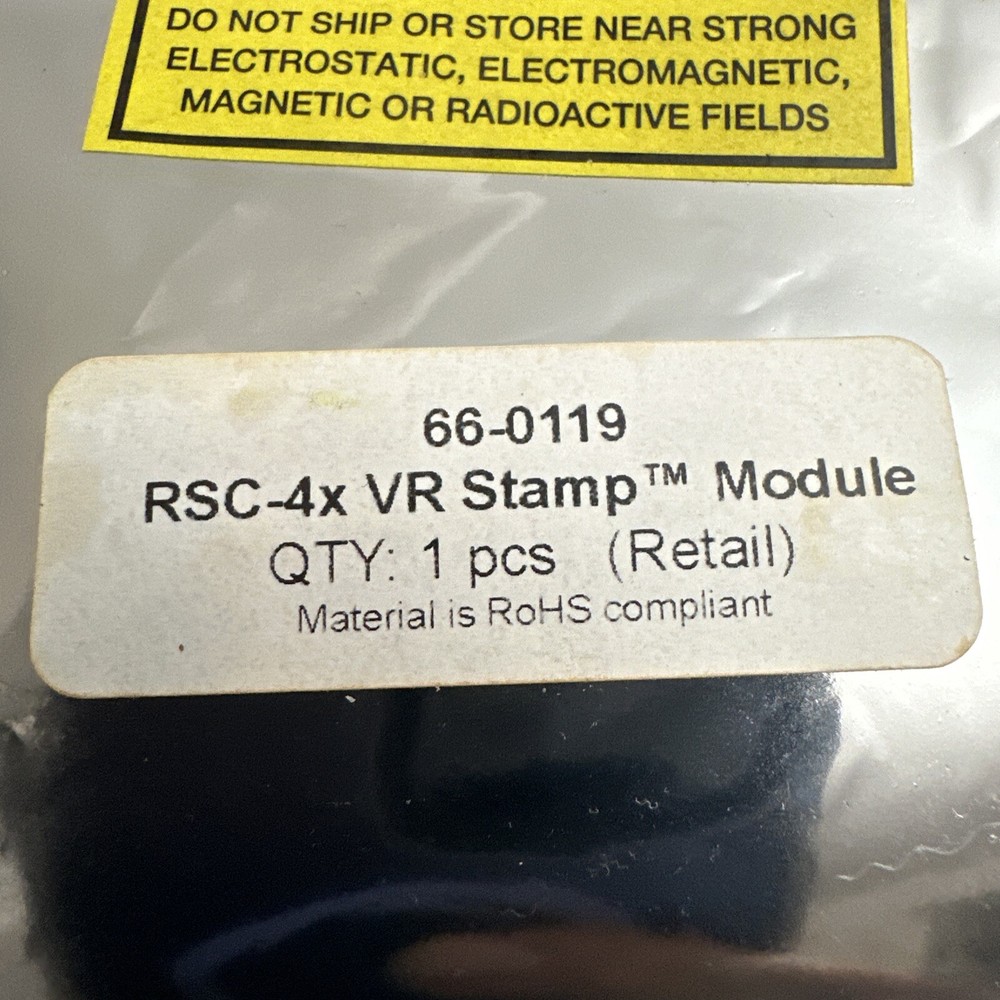 DO NOT SHIP OR STORE NEAR STRONG
ELECTROSTATIC, ELECTROMAGNETIC,
MAGNETIC OR RADIOACTIVE FIELDS
66-0119
RSC-4x VR Stamp™ Module
QTY: 1 pcs (Retail)
Material is RoHS compliant